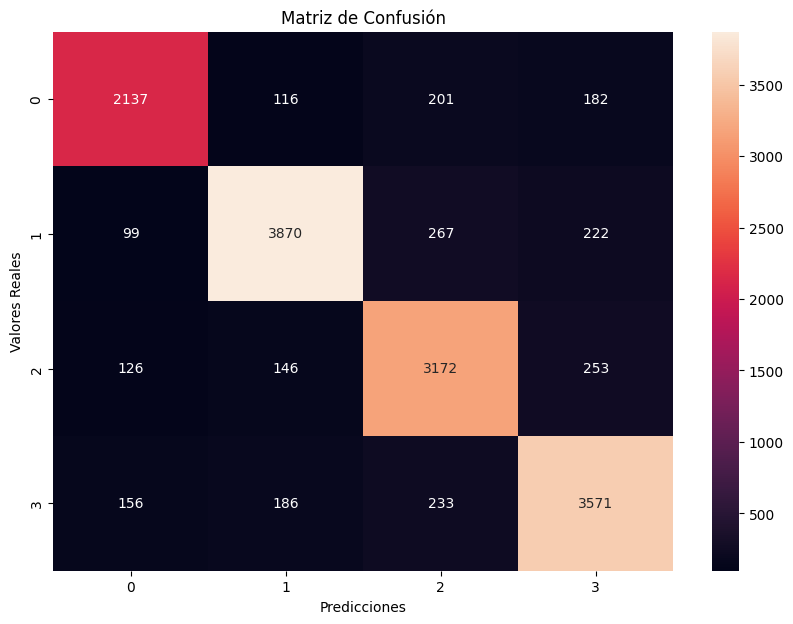 Matriz de Confusión
0 2137 116 201 182
1 99 3870 267 222
2 126 146 3172 253
3 156 186 233 3571
0 1 2 3
Predicciones
Valores Reales
3500
3000
2500
2000
1500
1000
500